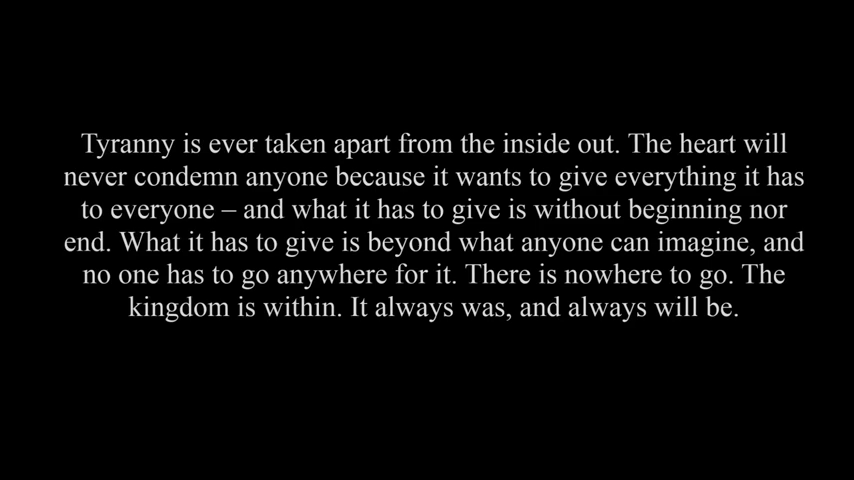 Tyranny is ever taken apart from the inside out. The heart will
never condemn anyone because it wants to give everything it has
to everyone – and what it has to give is without beginning nor
end. What it has to give is beyond what anyone can imagine, and
no one has to go anywhere for it. There is nowhere to go. The
kingdom is within. It always was, and always will be.